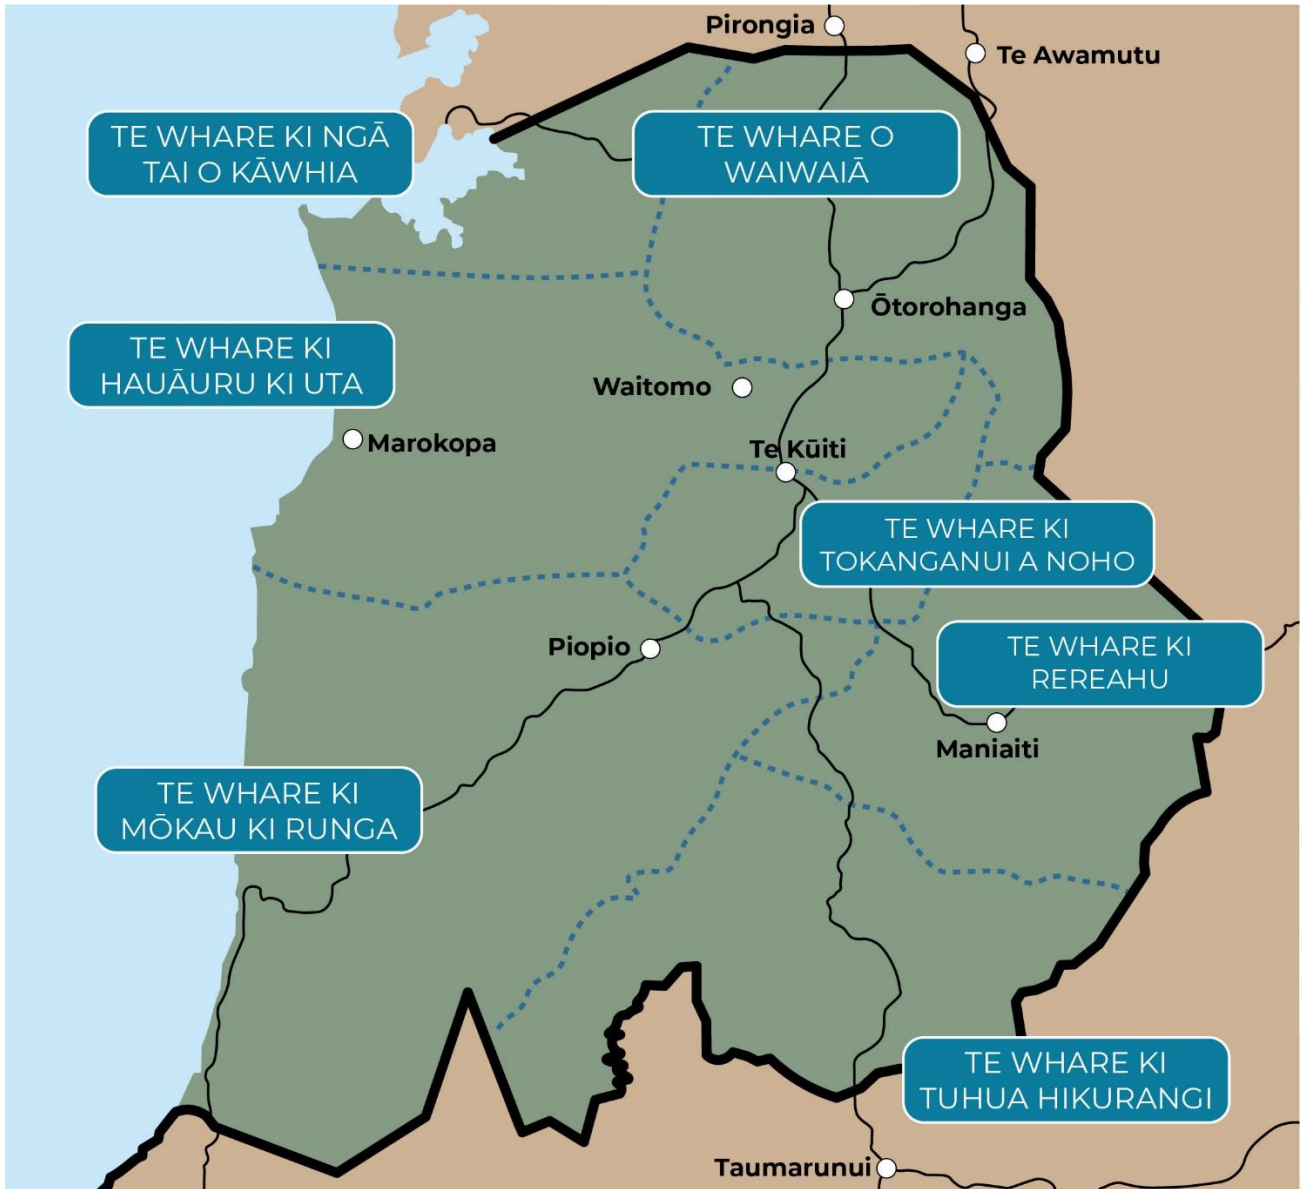 Pirongia
Te Awamutu
TE WHARE KI NGĀ
TAI O KĀWHIA
TE WHARE O
WAIWAIĀ
Ōtorohanga
TE WHARE KI
HAUĀURU KI UTA
Waitomo
Marokopa
Te Kūiti
TE WHARE KI
TOKANGANUI A NOHO
Piopio
TE WHARE KI
REREAHU
Maniaiti
TE WHARE KI
MŌKAU KI RUNGA
TE WHARE KI
TUHUA HIKURANGI
Taumarunui